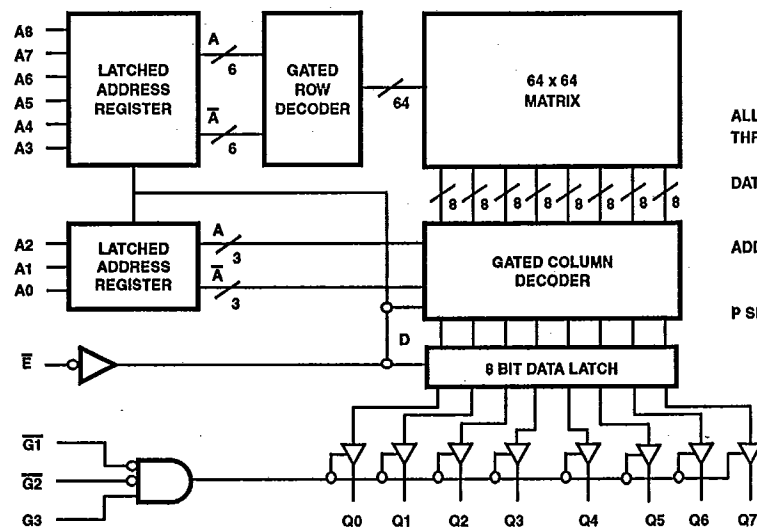 A8
A7
A6
A5
A4
A3
LATCHED
ADDRESS
REGISTER
A
6
A̅
6
GATED
ROW
DECODER
64
64 x 64
MATRIX
8 8 8 8 8 8 8 8
A2
A1
A0
LATCHED
ADDRESS
REGISTER
A
3
A̅
3
GATED COLUMN
DECODER
E̅
D
8 BIT DATA LATCH
G̅1̅
G̅2̅
G3
Q0 Q1 Q2 Q3 Q4 Q5 Q6 Q7
ALL
DAT
ADD